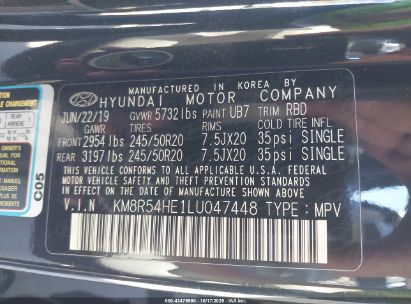 MANUFACTURED IN KOREA BY
HYUNDAI MOTOR COMPANY
JUN/22/19 GVWR 5732 lbs PAINT UB7 TRIM RBD
GAWR TIRES RIMS COLD TIRE INFL
FRONT 2954 lbs 245/50R20 7.5JX20 35psi SINGLE
REAR 3197 lbs 245/50R20 7.5JX20 35psi SINGLE
THIS VEHICLE CONFORMS TO ALL APPLICABLE U.S.A. FEDERAL
MOTOR VEHICLE SAFETY, BUMPER, AND THEFT PREVENTION STANDARDS
IN EFFECT ON THE DATE OF MANUFACTURE SHOWN ABOVE.
V.I.N KM8R54HE1LU047448 TYPE : MPV
C05
ARRIÈRE